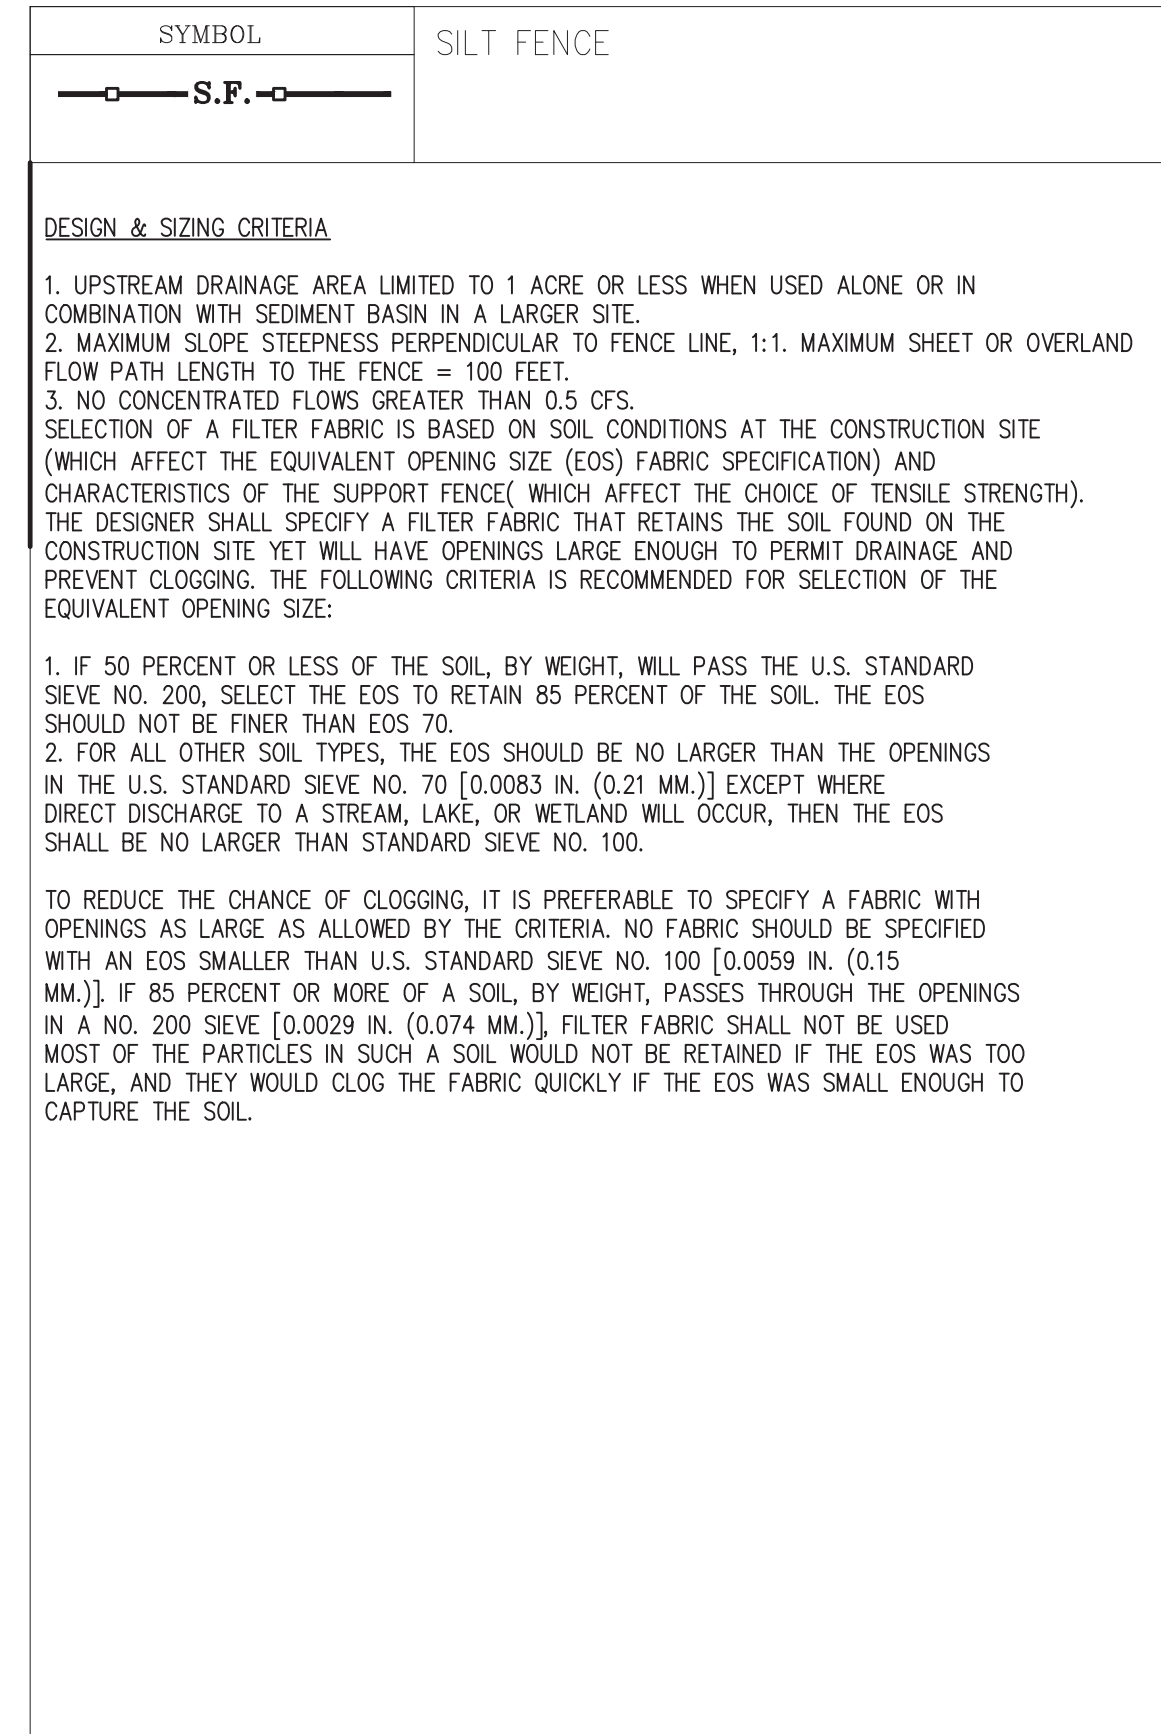 SYMBOL
SILT FENCE
S.F.
DESIGN & SIZING CRITERIA
1. UPSTREAM DRAINAGE AREA LIMITED TO 1 ACRE OR LESS WHEN USED ALONE OR IN
COMBINATION WITH SEDIMENT BASIN IN A LARGER SITE.
2. MAXIMUM SLOPE STEEPNESS PERPENDICULAR TO FENCE LINE, 1:1. MAXIMUM SHEET OR OVERLAND
FLOW PATH LENGTH TO THE FENCE = 100 FEET.
3. NO CONCENTRATED FLOWS GREATER THAN 0.5 CFS.
SELECTION OF A FILTER FABRIC IS BASED ON SOIL CONDITIONS AT THE CONSTRUCTION SITE
(WHICH AFFECT THE EQUIVALENT OPENING SIZE (EOS) FABRIC SPECIFICATION) AND
CHARACTERISTICS OF THE SUPPORT FENCE( WHICH AFFECT THE CHOICE OF TENSILE STRENGTH).
THE DESIGNER SHALL SPECIFY A FILTER FABRIC THAT RETAINS THE SOIL FOUND ON THE
CONSTRUCTION SITE YET WILL HAVE OPENINGS LARGE ENOUGH TO PERMIT DRAINAGE AND
PREVENT CLOGGING. THE FOLLOWING CRITERIA IS RECOMMENDED FOR SELECTION OF THE
EQUIVALENT OPENING SIZE:
1. IF 50 PERCENT OR LESS OF THE SOIL, BY WEIGHT, WILL PASS THE U.S. STANDARD
SIEVE NO. 200, SELECT THE EOS TO RETAIN 85 PERCENT OF THE SOIL. THE EOS
SHOULD NOT BE FINER THAN EOS 70.
2. FOR ALL OTHER SOIL TYPES, THE EOS SHOULD BE NO LARGER THAN THE OPENINGS
IN THE U.S. STANDARD SIEVE NO. 70 [0.0083 IN. (0.21 MM.)] EXCEPT WHERE
DIRECT DISCHARGE TO A STREAM, LAKE, OR WETLAND WILL OCCUR, THEN THE EOS
SHALL BE NO LARGER THAN STANDARD SIEVE NO. 100.
TO REDUCE THE CHANCE OF CLOGGING, IT IS PREFERABLE TO SPECIFY A FABRIC WITH
OPENINGS AS LARGE AS ALLOWED BY THE CRITERIA. NO FABRIC SHOULD BE SPECIFIED
WITH AN EOS SMALLER THAN U.S. STANDARD SIEVE NO. 100 [0.0059 IN. (0.15
MM.)]. IF 85 PERCENT OR MORE OF A SOIL, BY WEIGHT, PASSES THROUGH THE OPENINGS
IN A NO. 200 SIEVE [0.0029 IN. (0.074 MM.)], FILTER FABRIC SHALL NOT BE USED
MOST OF THE PARTICLES IN SUCH A SOIL WOULD NOT BE RETAINED IF THE EOS WAS TOO
LARGE, AND THEY WOULD CLOG THE FABRIC QUICKLY IF THE EOS WAS SMALL ENOUGH TO
CAPTURE THE SOIL.